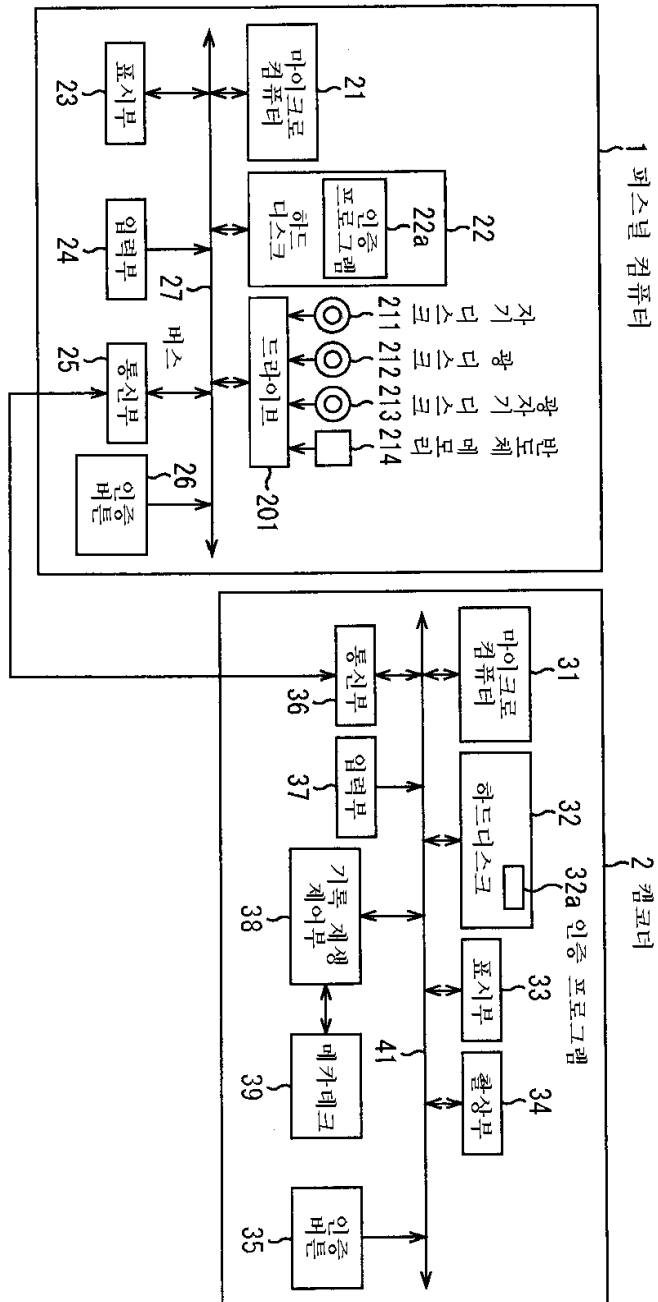 1 퍼스널 컴퓨터
21
마이크로
컴퓨터
22
22a
인증
프로그램
하드
디스크
211 자기 디스크
212 광 디스크
213 광자기 디스크
214 반도체 메모리
드라이브
201
27
버스
23
표시부
24
입력부
25
통신부
26
인증
버튼
2 캠코더
31
마이크로
컴퓨터
32
하드디스크
32a 인증 프로그램
33
표시부
34
촬상부
41
36
통신부
37
입력부
38
기록 재생
제어부
39
메카데크
35
인증
버튼